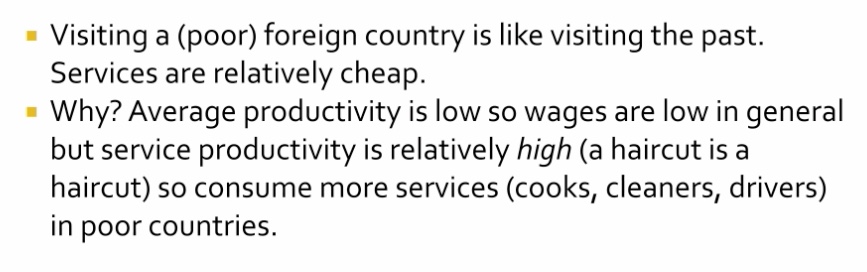 ▪ Visiting a (poor) foreign country is like visiting the past.
Services are relatively cheap.
▪ Why? Average productivity is low so wages are low in general
but service productivity is relatively high (a haircut is a
haircut) so consume more services (cooks, cleaners, drivers)
in poor countries.